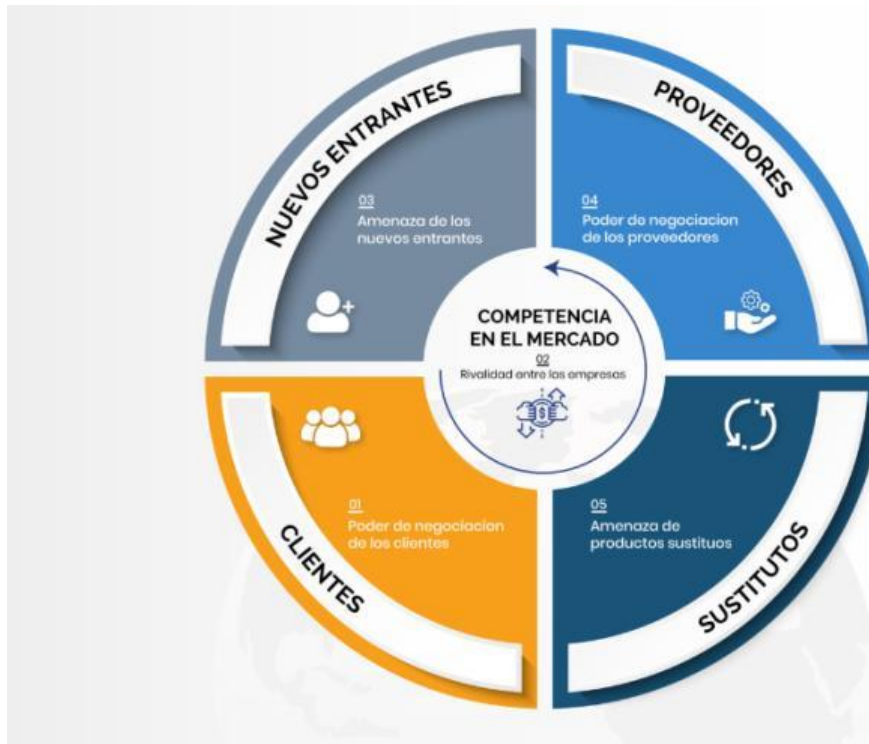 NUEVOS ENTRANTES
03
Amenaza de los
nuevos entrantes
PROVEEDORES
04
Poder de negociacion
de los proveedores
COMPETENCIA
EN EL MERCADO
02
Rivalidad entre las empresas
$
CLIENTES
01
Poder de negociacion
de los clientes
SUSTITUTOS
05
Amenaza de
productos sustituos